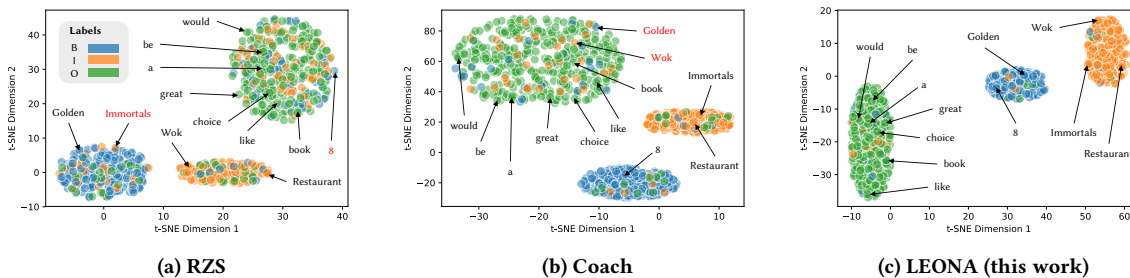 Labels
B
I
O
would
be
a
great
choice
like
book
8
Golden
Immortals
Wok
Restaurant
40
30
20
10
0
−10
0
10
20
30
40
t-SNE Dimension 2
t-SNE Dimension 1
(a) RZS
Golden
Wok
Immortals
book
would
like
be
great
choice
a
8
Restaurant
80
60
40
20
0
−20
−30
−20
−10
0
10
t-SNE Dimension 2
t-SNE Dimension 1
(b) Coach
Wok
Golden
would
be
a
great
choice
8
Immortals
Restaurant
book
like
20
10
0
−10
−20
−30
−10
0
10
20
30
40
50
60
t-SNE Dimension 2
t-SNE Dimension 1
(c) LEONA (this work)